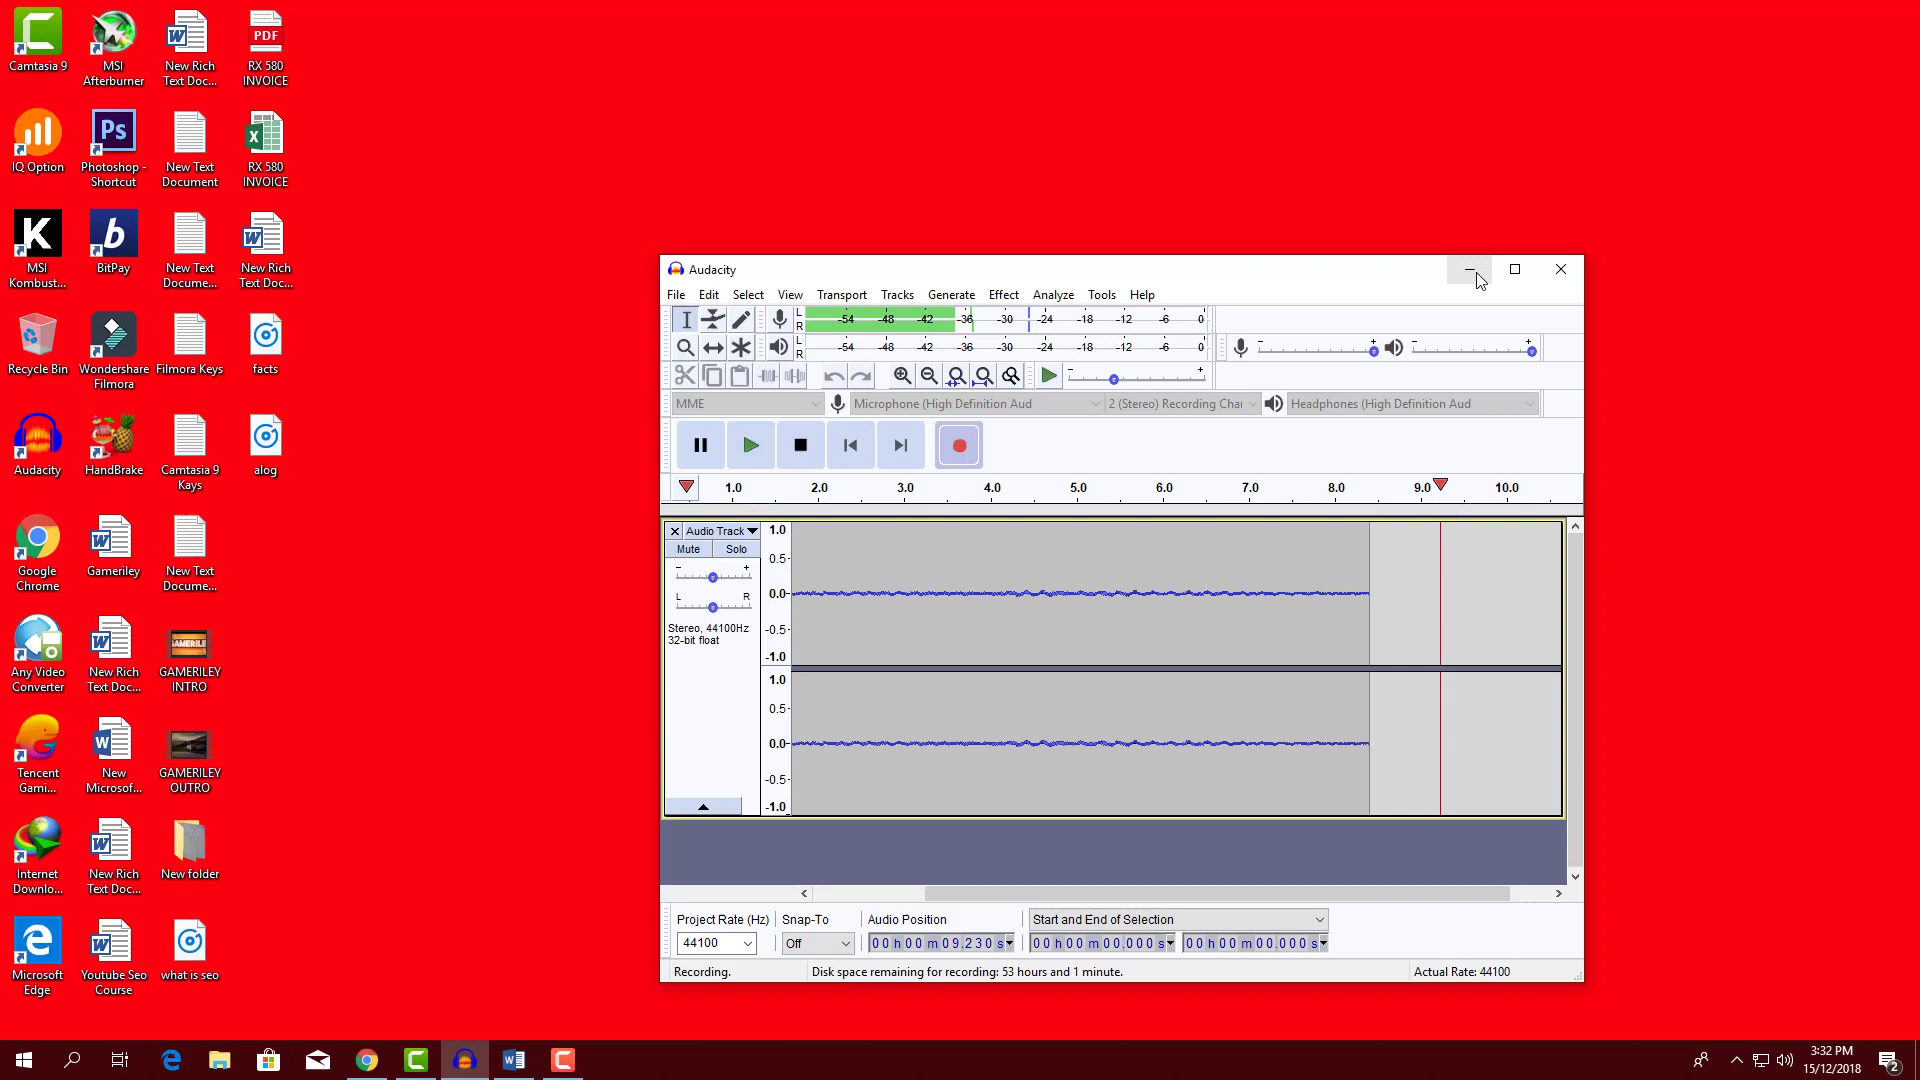 Camtasia 9
MSI
Afterburner
New Rich
Text Doc...
PDF
RX 580
INVOICE
IQ Option
Ps
Photoshop -
Shortcut
New Text
Document
RX 580
INVOICE
K
MSI
Kombust...
b
BitPay
New Text
Docume...
New Rich
Text Doc...
Recycle Bin
Wondershare
Filmora
Filmora Keys
facts
Audacity
HandBrake
Camtasia 9
Kays
alog
Google
Chrome
Gameriley
New Text
Docume...
Any Video
Converter
New Rich
Text Doc...
GAMERILEY
INTRO
Tencent
Gami...
New
Microsof...
GAMERILEY
OUTRO
Internet
Downlo...
New Rich
Text Doc...
New folder
Microsoft
Edge
Youtube Seo
Course
what is seo
Audacity
File Edit Select View Transport Tracks Generate Effect Analyze Tools Help
L
R
-54 -48 -42 -36 -30 -24 -18 -12 -6 0
L
R
-54 -48 -42 -36 -30 -24 -18 -12 -6 0
MME
Microphone (High Definition Aud
2 (Stereo) Recording Chai
Headphones (High Definition Aud
1.0 2.0 3.0 4.0 5.0 6.0 7.0 8.0 9.0 10.0
Audio Track
Mute Solo
L R
Stereo, 44100Hz
32-bit float
1.0
0.5
0.0
-0.5
-1.0
1.0
0.5
0.0
-0.5
-1.0
Project Rate (Hz) Snap-To Audio Position Start and End of Selection
44100 Off 00 h 00 m 09.230 s 00 h 00 m 00.000 s 00 h 00 m 00.000 s
Recording. Disk space remaining for recording: 53 hours and 1 minute. Actual Rate: 44100
3:32 PM
15/12/2018
2